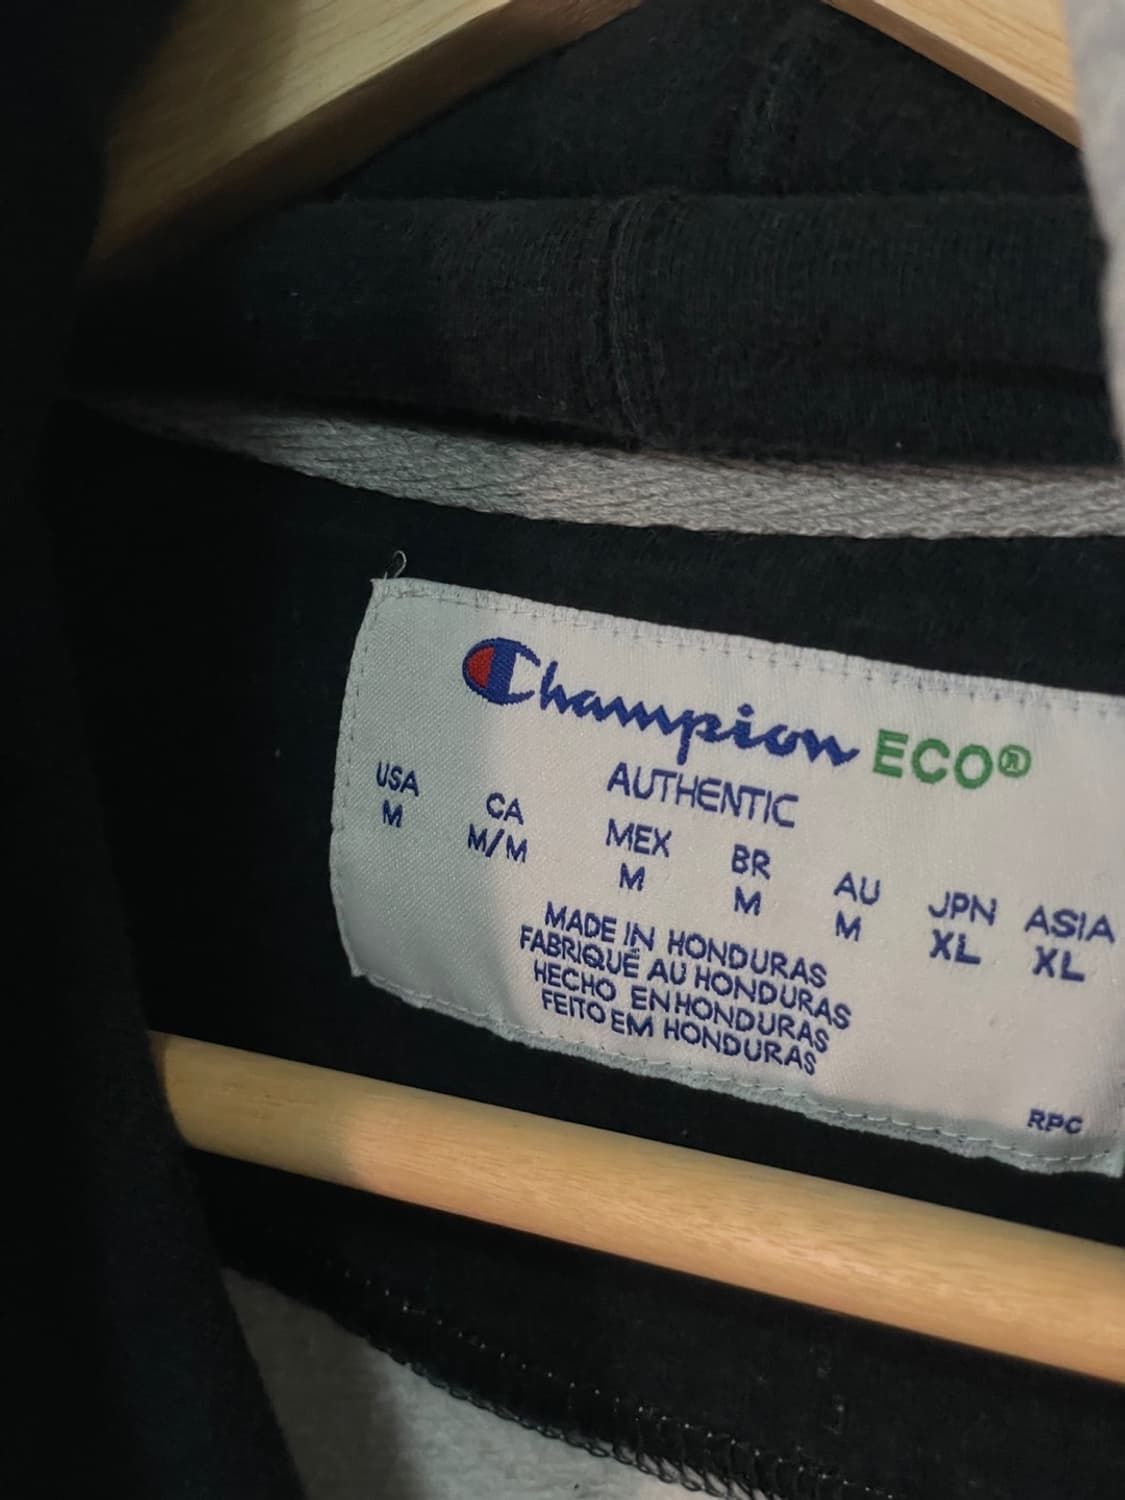 Champion ECO®
AUTHENTIC
USA CA MEX BR AU JPN ASIA
M M/M M M M XL XL
MADE IN HONDURAS
FABRIQUÉ AU HONDURAS
HECHO EN HONDURAS
FEITO EM HONDURAS
RPC